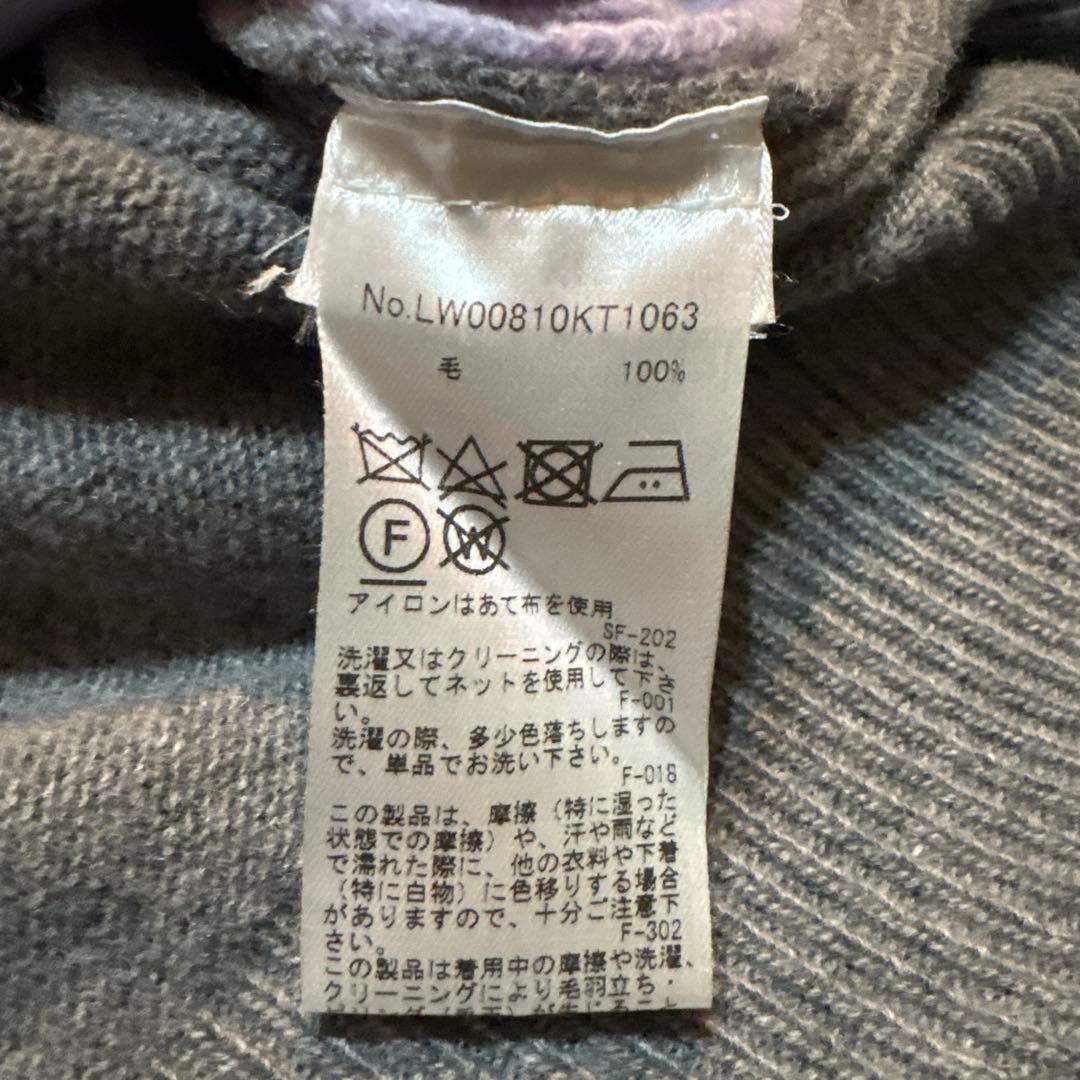 No.LW00810KT1063
毛 100%
F W
アイロンはあて布を使用
SF-202
洗濯又はクリーニングの際は、
裏返してネットを使用して下さ
い。
F-001
洗濯の際、多少色落ちしますの
で、単品でお洗い下さい。
F-018
この製品は、摩擦（特に湿った
状態での摩擦）や、汗や雨など
で濡れた際に、他の衣料や下着
（特に白物）に色移りする場合
がありますので、十分ご注意下
さい。
F-302
この製品は着用中の摩擦や洗濯、
クリーニングにより毛羽立ち・